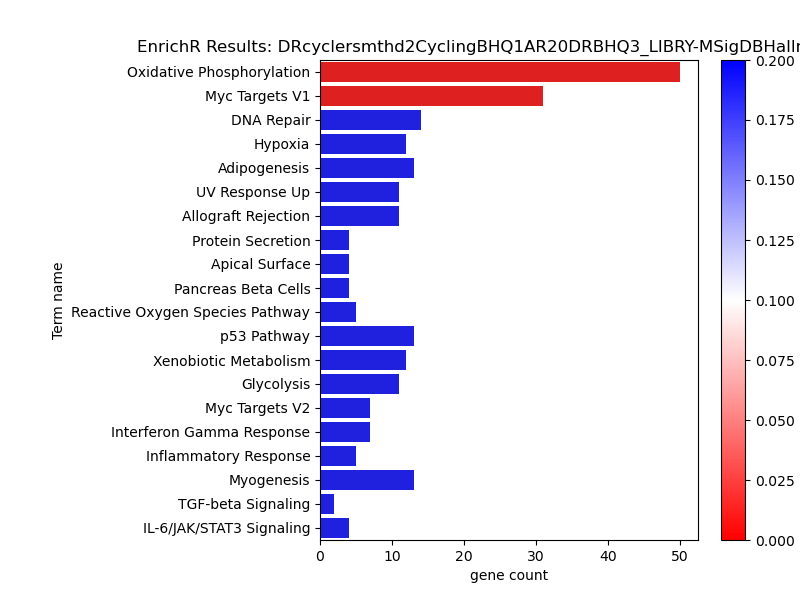 EnrichR Results: DRcyclersmthd2CyclingBHQ1AR20DRBHQ3_LIBRY-MSigDBHallr
Oxidative Phosphorylation
Myc Targets V1
DNA Repair
Hypoxia
Adipogenesis
UV Response Up
Allograft Rejection
Protein Secretion
Apical Surface
Pancreas Beta Cells
Reactive Oxygen Species Pathway
p53 Pathway
Xenobiotic Metabolism
Glycolysis
Myc Targets V2
Interferon Gamma Response
Inflammatory Response
Myogenesis
TGF-beta Signaling
IL-6/JAK/STAT3 Signaling
Term name
0 10 20 30 40 50
gene count
0.200
0.175
0.150
0.125
0.100
0.075
0.050
0.025
0.000